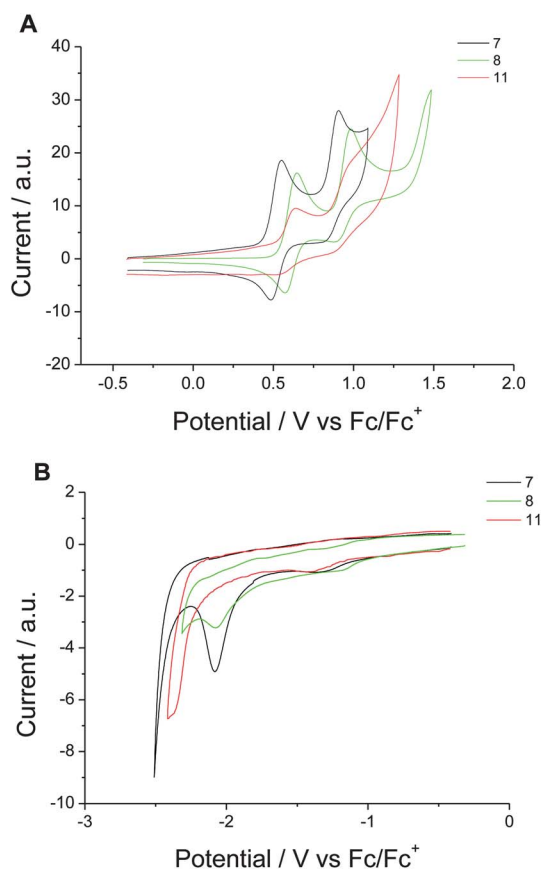 A
7
8
11
40
30
20
10
0
-10
-20
Current / a.u.
-0.5 0.0 0.5 1.0 1.5 2.0
Potential / V vs Fc/Fc⁺
B
7
8
11
2
0
-2
-4
-6
-8
-10
Current / a.u.
-3 -2 -1 0
Potential / V vs Fc/Fc⁺